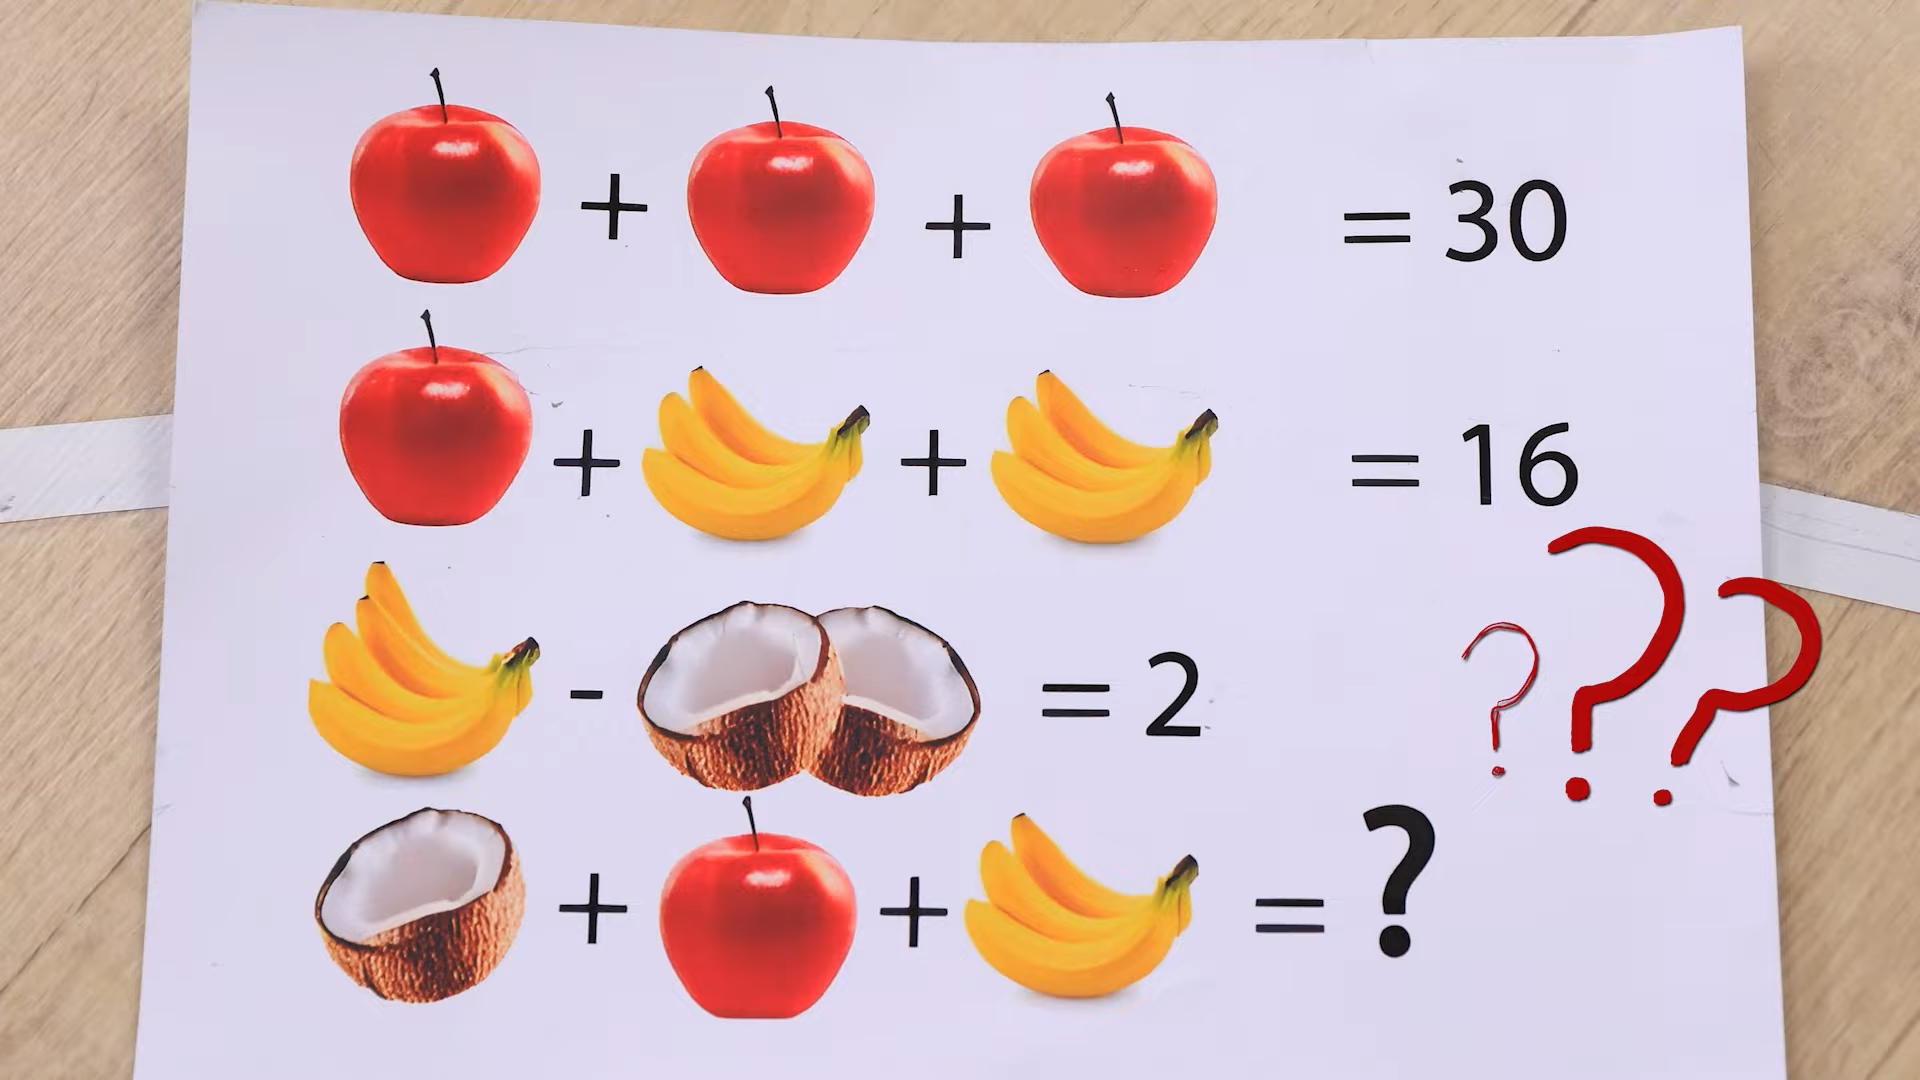 + + = 30
+ + = 16
- = 2
???
+ + = ?